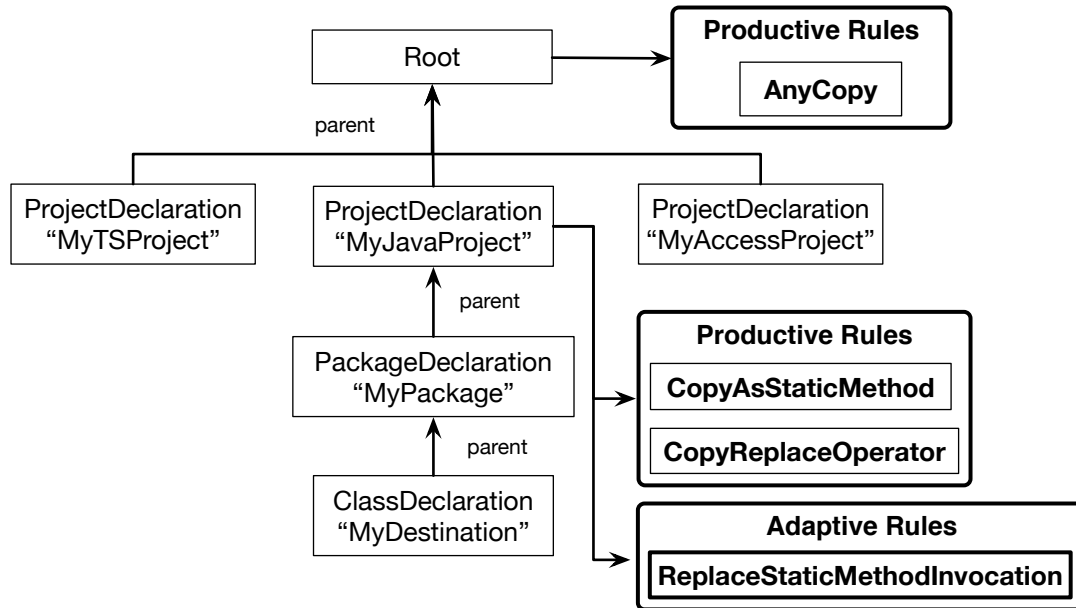 Root
Productive Rules
AnyCopy
parent
ProjectDeclaration
“MyTSProject”
ProjectDeclaration
“MyJavaProject”
ProjectDeclaration
“MyAccessProject”
parent
PackageDeclaration
“MyPackage”
Productive Rules
CopyAsStaticMethod
CopyReplaceOperator
parent
ClassDeclaration
“MyDestination”
Adaptive Rules
ReplaceStaticMethodInvocation